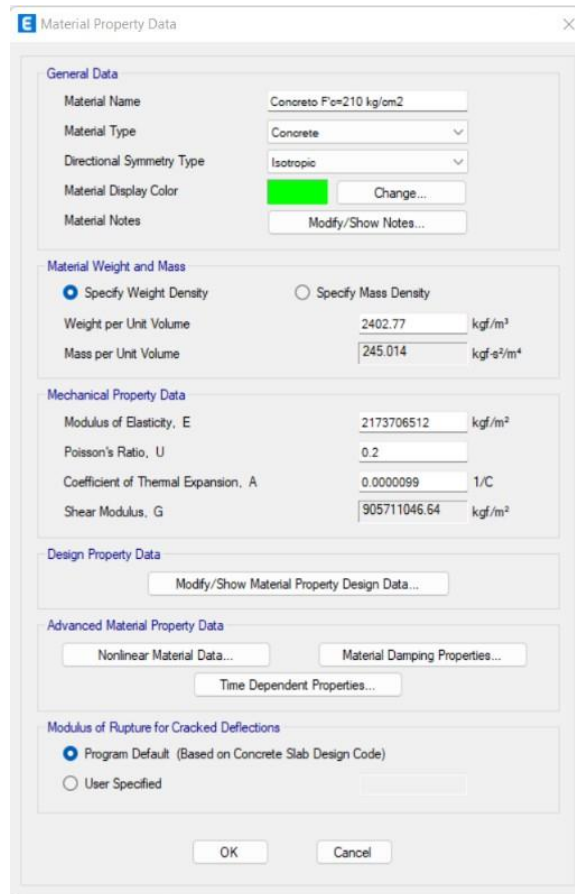 E Material Property Data
General Data
Material Name Concreto F'c=210 kg/cm2
Material Type Concrete
Directional Symmetry Type Isotropic
Material Display Color Change...
Material Notes Modify/Show Notes...
Material Weight and Mass
Specify Weight Density Specify Mass Density
Weight per Unit Volume 2402.77 kgf/m³
Mass per Unit Volume 245.014 kgf-s²/m⁴
Mechanical Property Data
Modulus of Elasticity, E 2173706512 kgf/m²
Poisson's Ratio, U 0.2
Coefficient of Thermal Expansion, A 0.0000099 1/C
Shear Modulus, G 905711046.64 kgf/m²
Design Property Data
Modify/Show Material Property Design Data...
Advanced Material Property Data
Nonlinear Material Data... Material Damping Properties...
Time Dependent Properties...
Modulus of Rupture for Cracked Deflections
Program Default (Based on Concrete Slab Design Code)
User Specified
OK Cancel